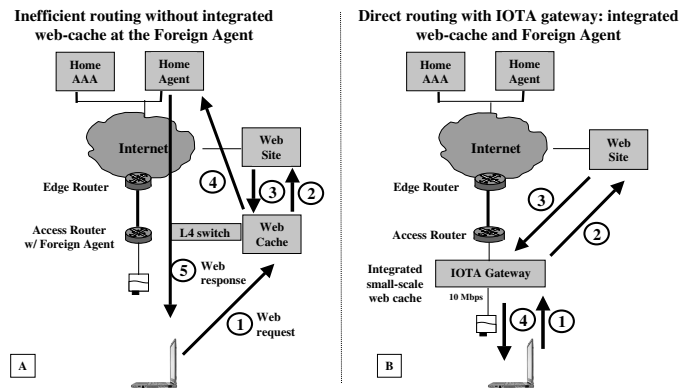 Inefficient routing without integrated
web-cache at the Foreign Agent
Home
AAA
Home
Agent
Internet
Web
Site
4
3
2
Edge Router
Access Router
w/ Foreign Agent
L4 switch
Web
Cache
5
Web
response
1
Web
request
A
Direct routing with IOTA gateway: integrated
web-cache and Foreign Agent
Home
AAA
Home
Agent
Internet
Web
Site
Edge Router
3
2
Access Router
Integrated
small-scale
web cache
IOTA Gateway
10 Mbps
4
1
B